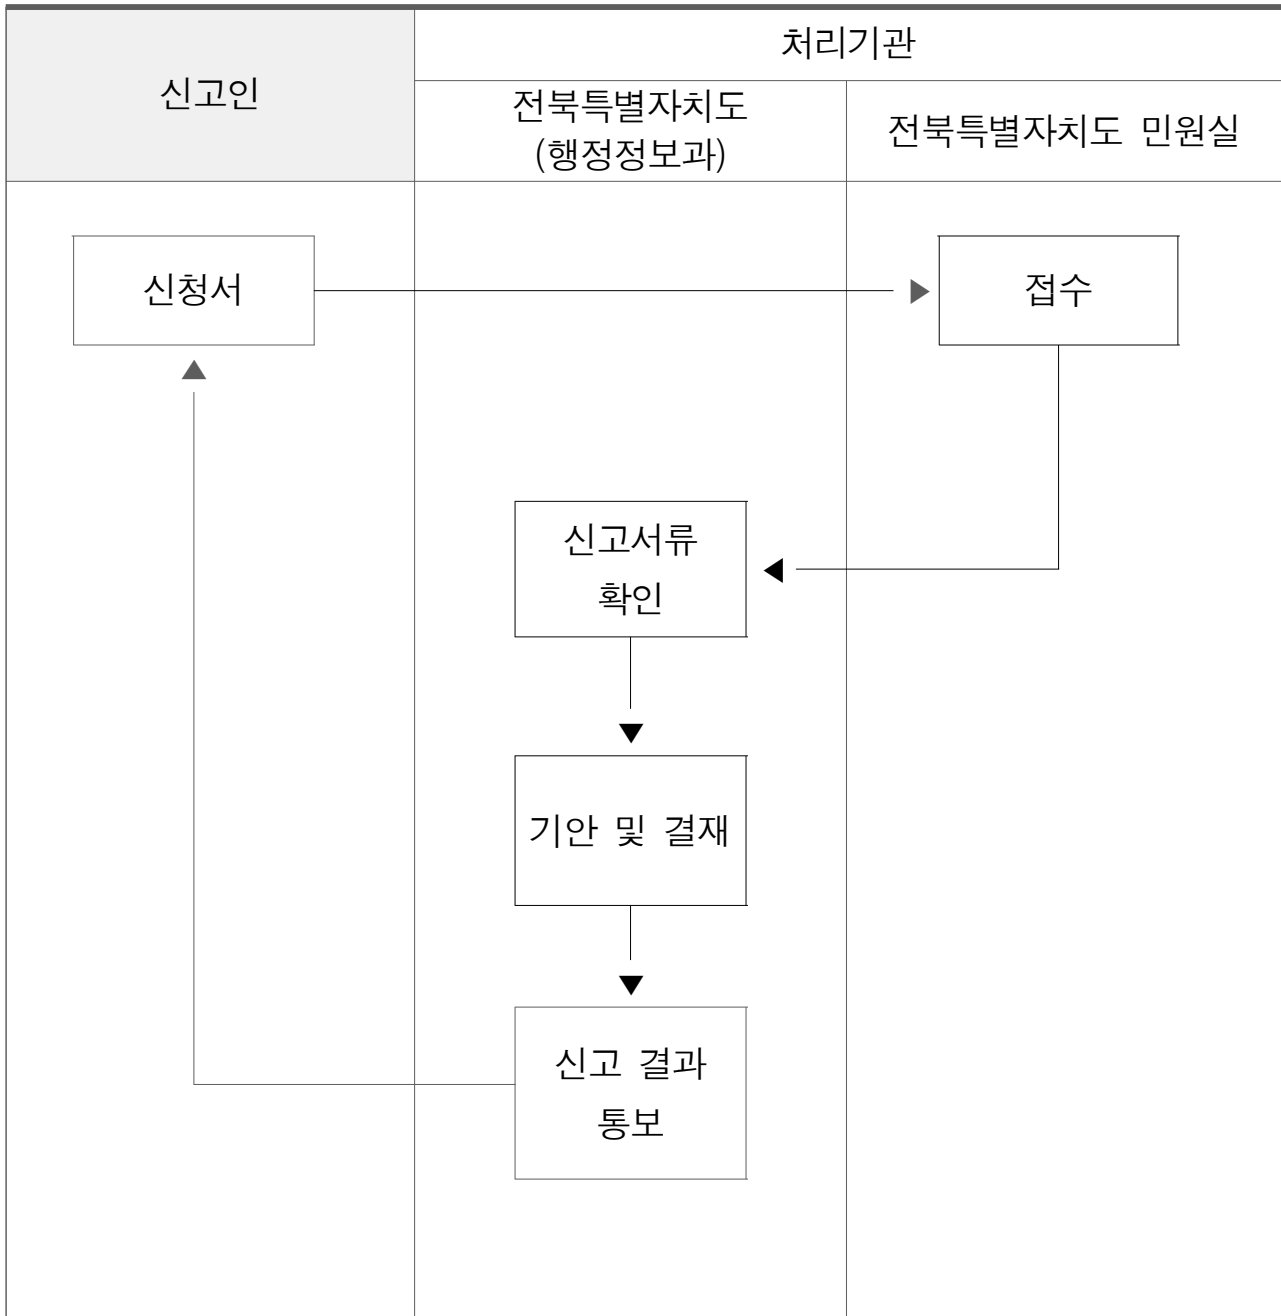 신고인
처리기관
전북특별자치도
(행정정보과)
전북특별자치도 민원실
신청서
접수
신고서류
확인
기안 및 결재
신고 결과
통보